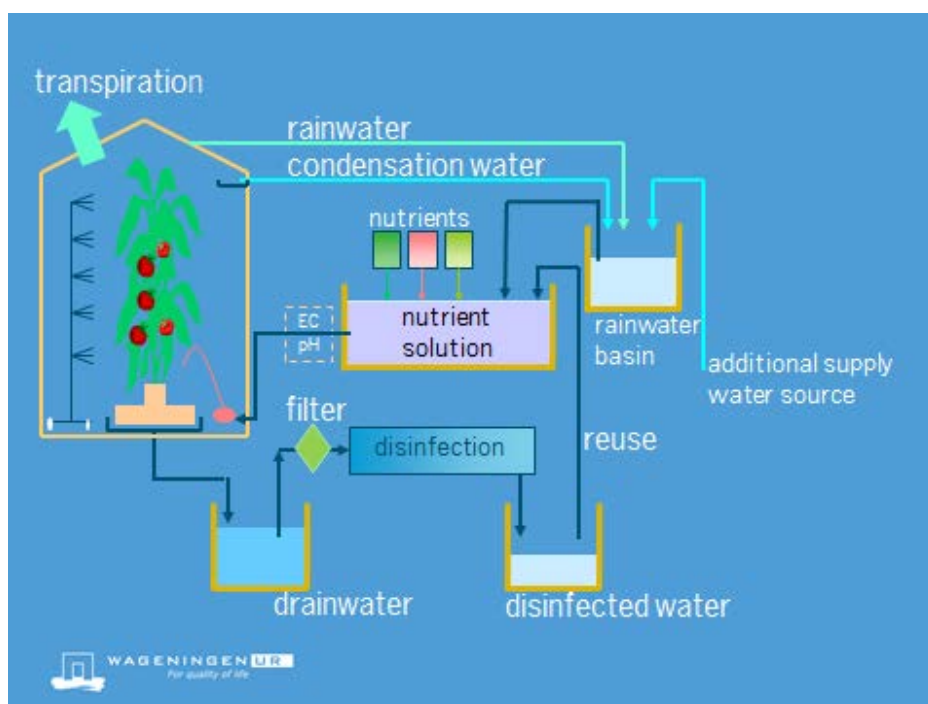 transpiration
rainwater
condensation water
nutrients
EC
pH
nutrient
solution
rainwater
basin
additional supply
water source
filter
disinfection
reuse
drainwater
disinfected water
WAGENINGEN UR
For quality of life